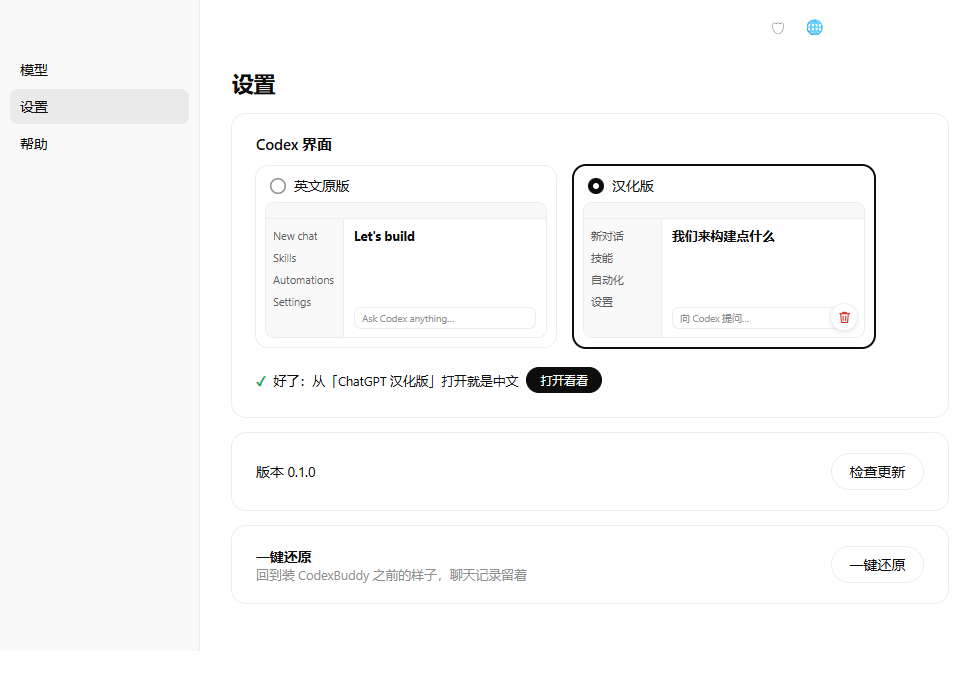 模型
设置
帮助
设置
Codex 界面
英文原版
New chat
Skills
Automations
Settings
Let's build
Ask Codex anything...
汉化版
新对话
技能
自动化
设置
我们来构建点什么
向 Codex 提问...
✓ 好了：从「ChatGPT 汉化版」打开就是中文
打开看看
版本 0.1.0
检查更新
一键还原
回到装 CodexBuddy 之前的样子，聊天记录留着
一键还原